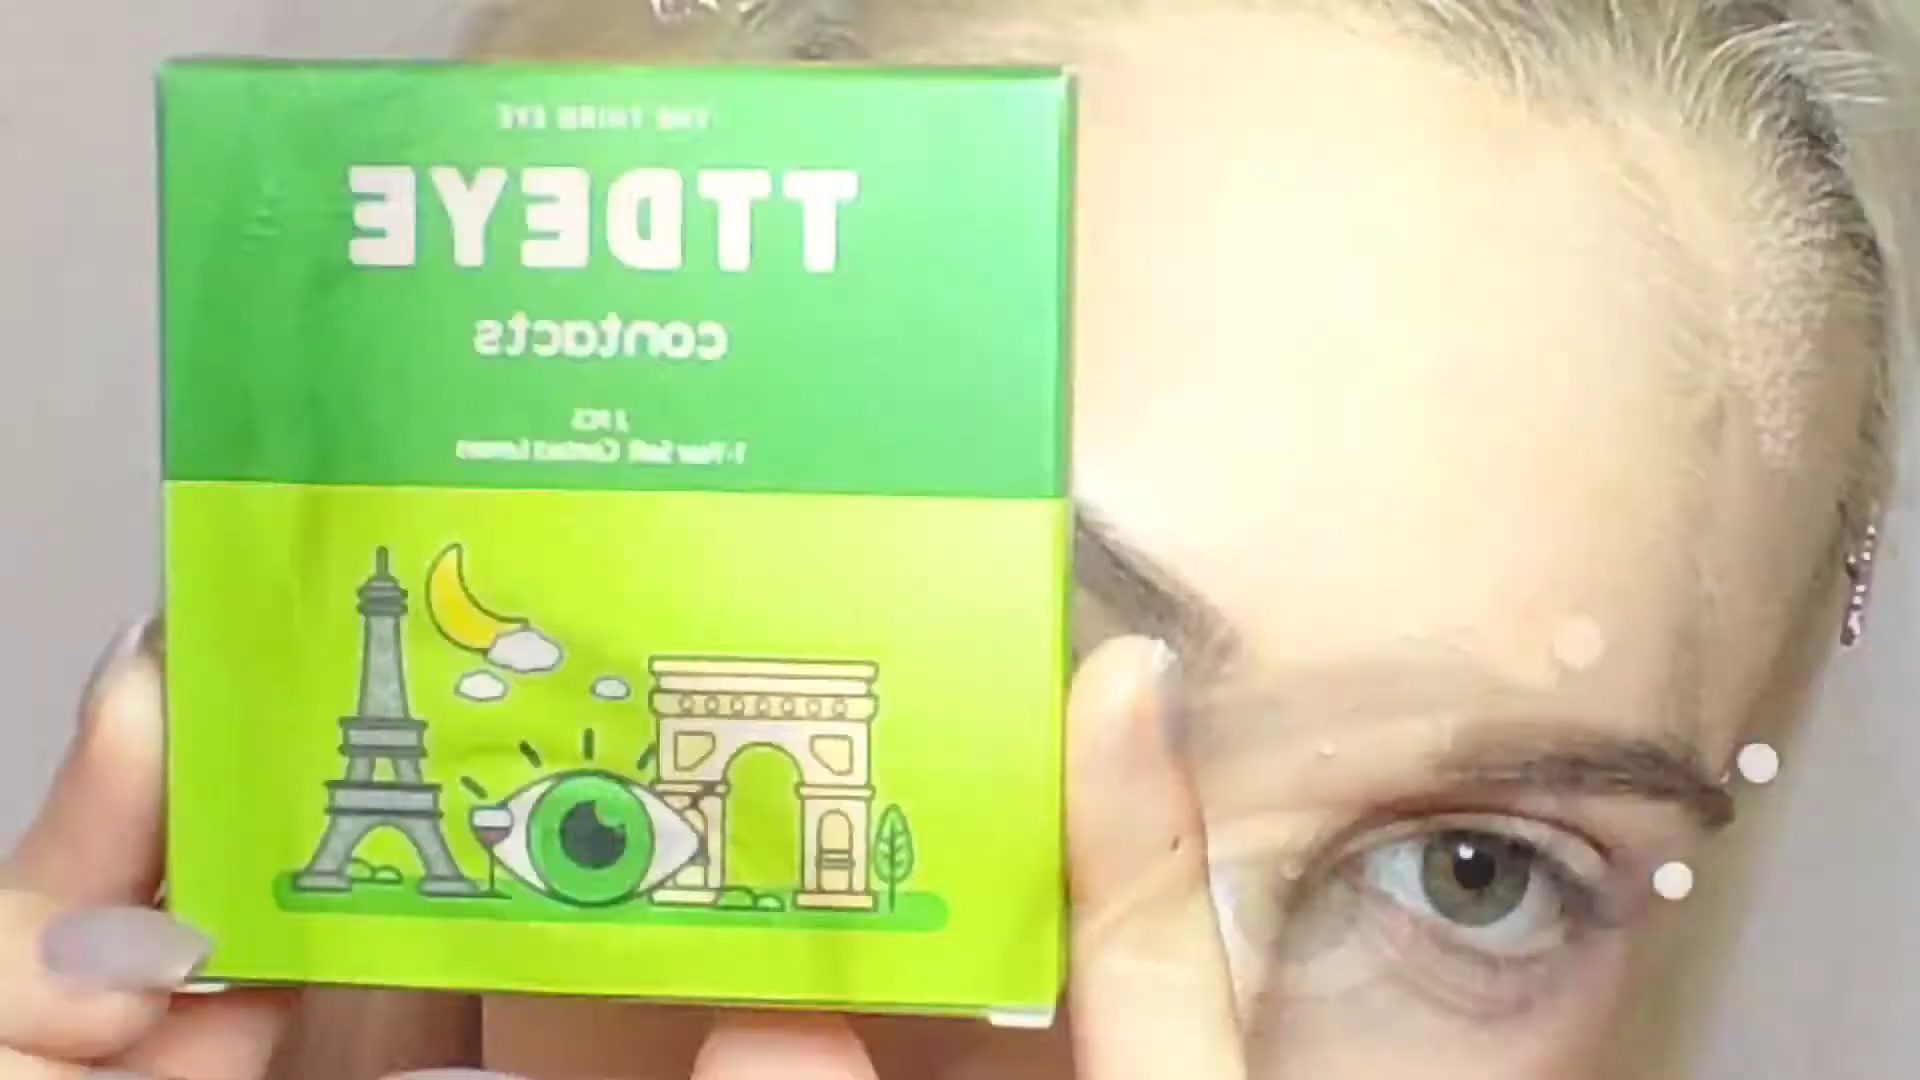 THE THIRD EYE
TTDEYE
contacts
2 PCS
1-Year Soft Contact Lenses